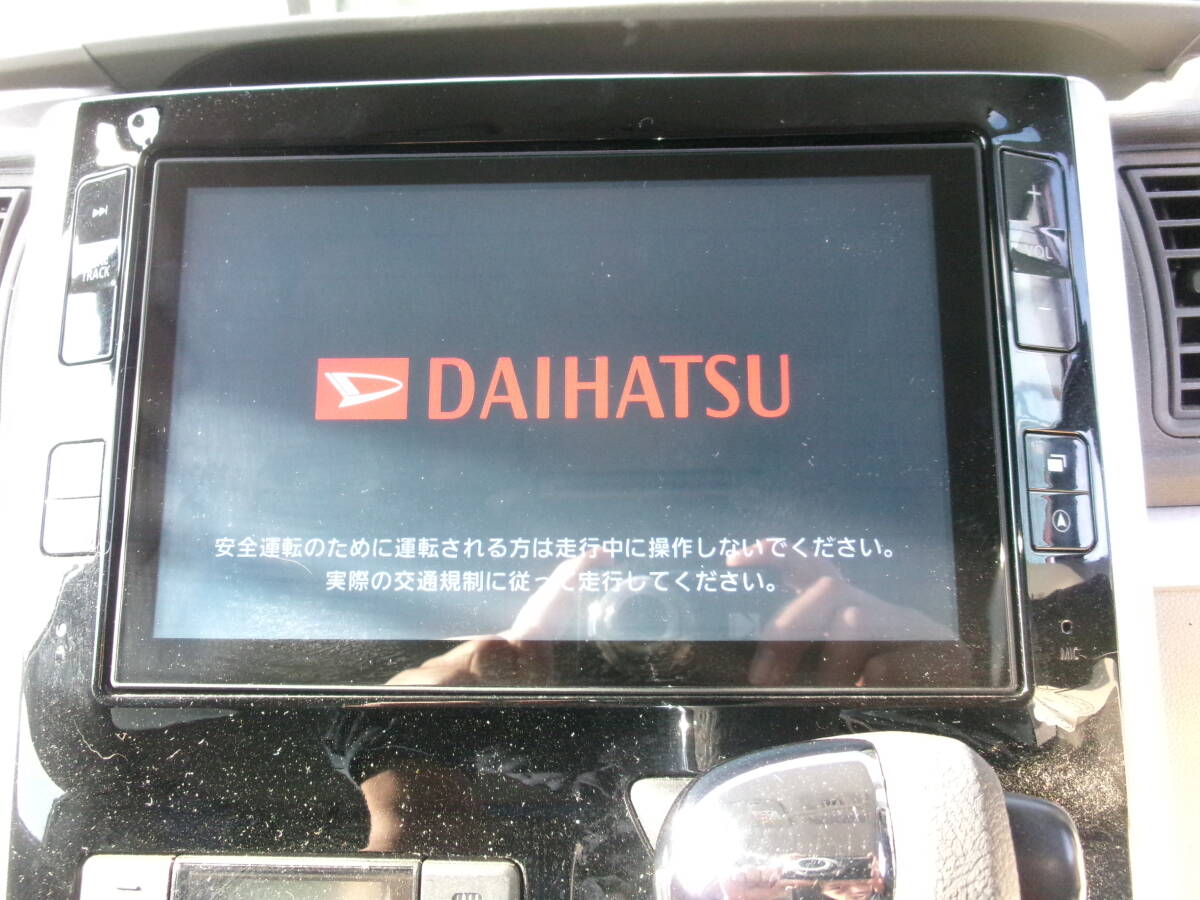 TRACK
+
VOL
−
DAIHATSU
安全運転のために運転される方は走行中に操作しないでください。
実際の交通規制に従って走行してください。
MIC